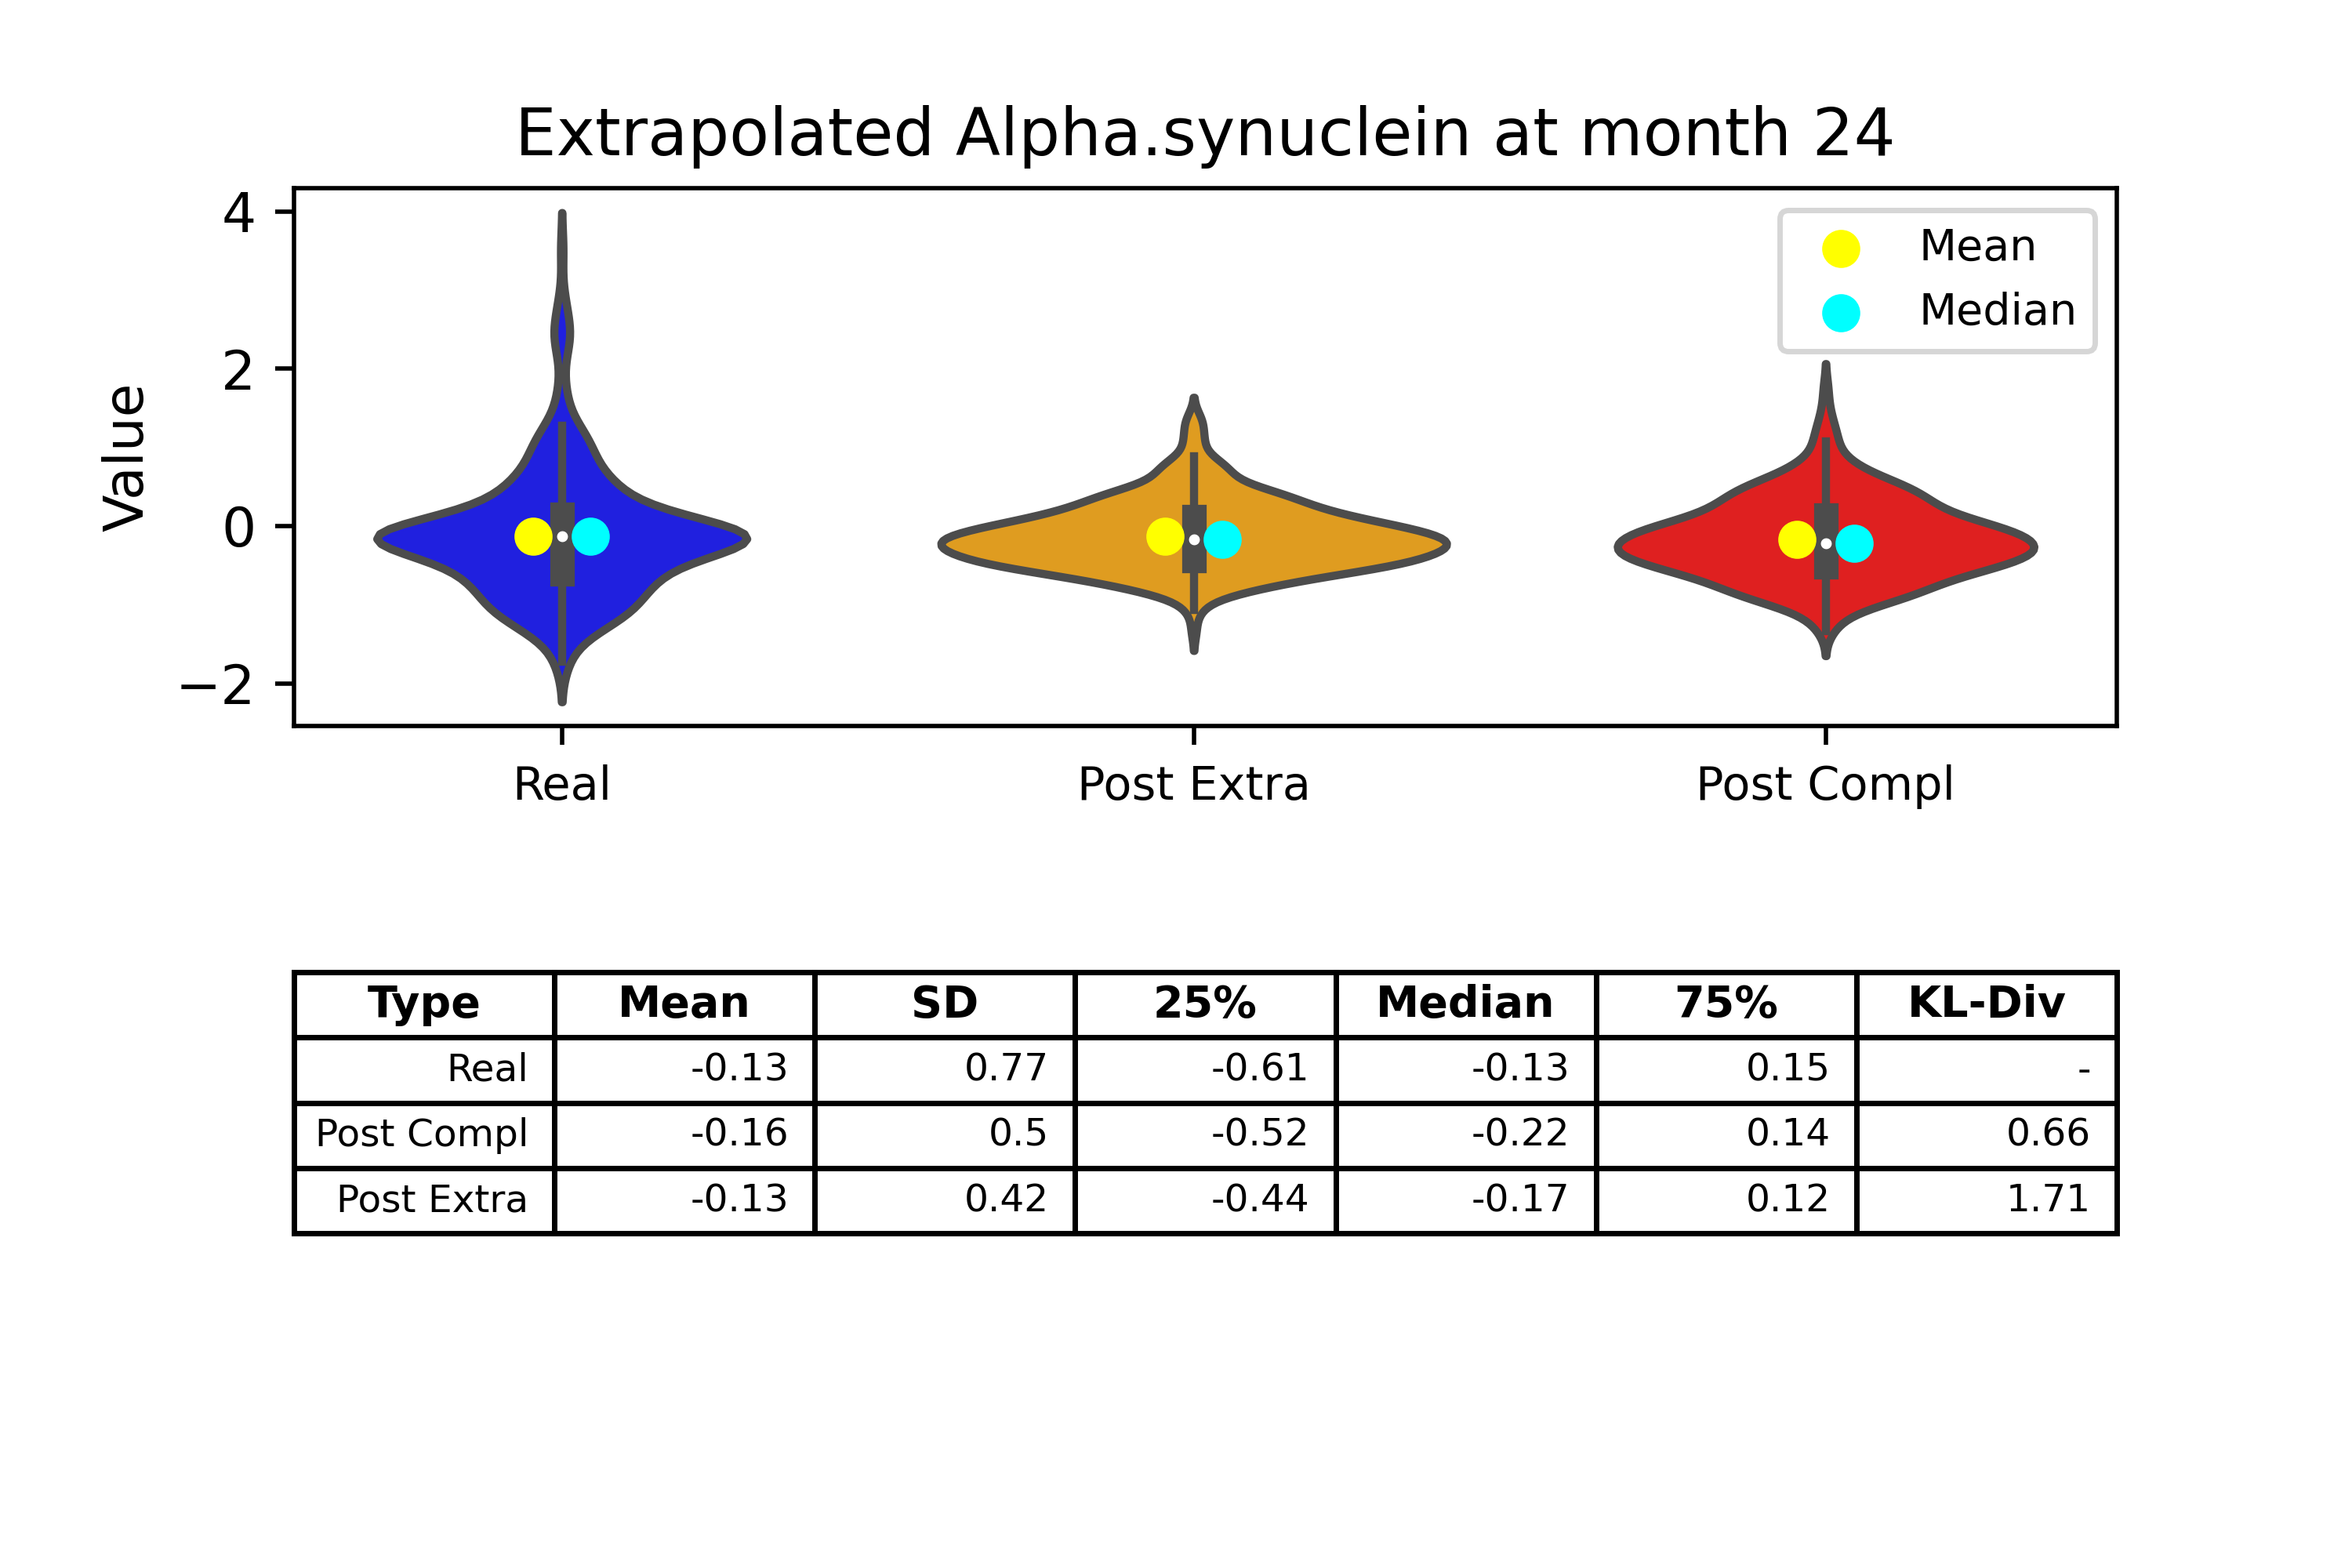 Extrapolated Alpha.synuclein at month 24
4
2
0
−2
Value
Mean
Median
Real Post Extra Post Compl
Type Mean SD 25% Median 75% KL-Div
Real -0.13 0.77 -0.61 -0.13 0.15 -
Post Compl -0.16 0.5 -0.52 -0.22 0.14 0.66
Post Extra -0.13 0.42 -0.44 -0.17 0.12 1.71